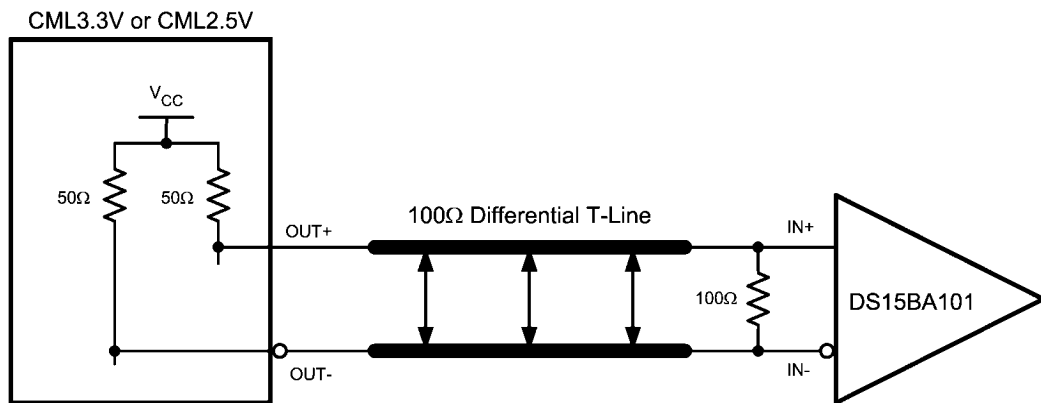 CML3.3V or CML2.5V
VCC
50Ω
50Ω
OUT+
100Ω Differential T-Line
IN+
100Ω
DS15BA101
OUT-
IN-